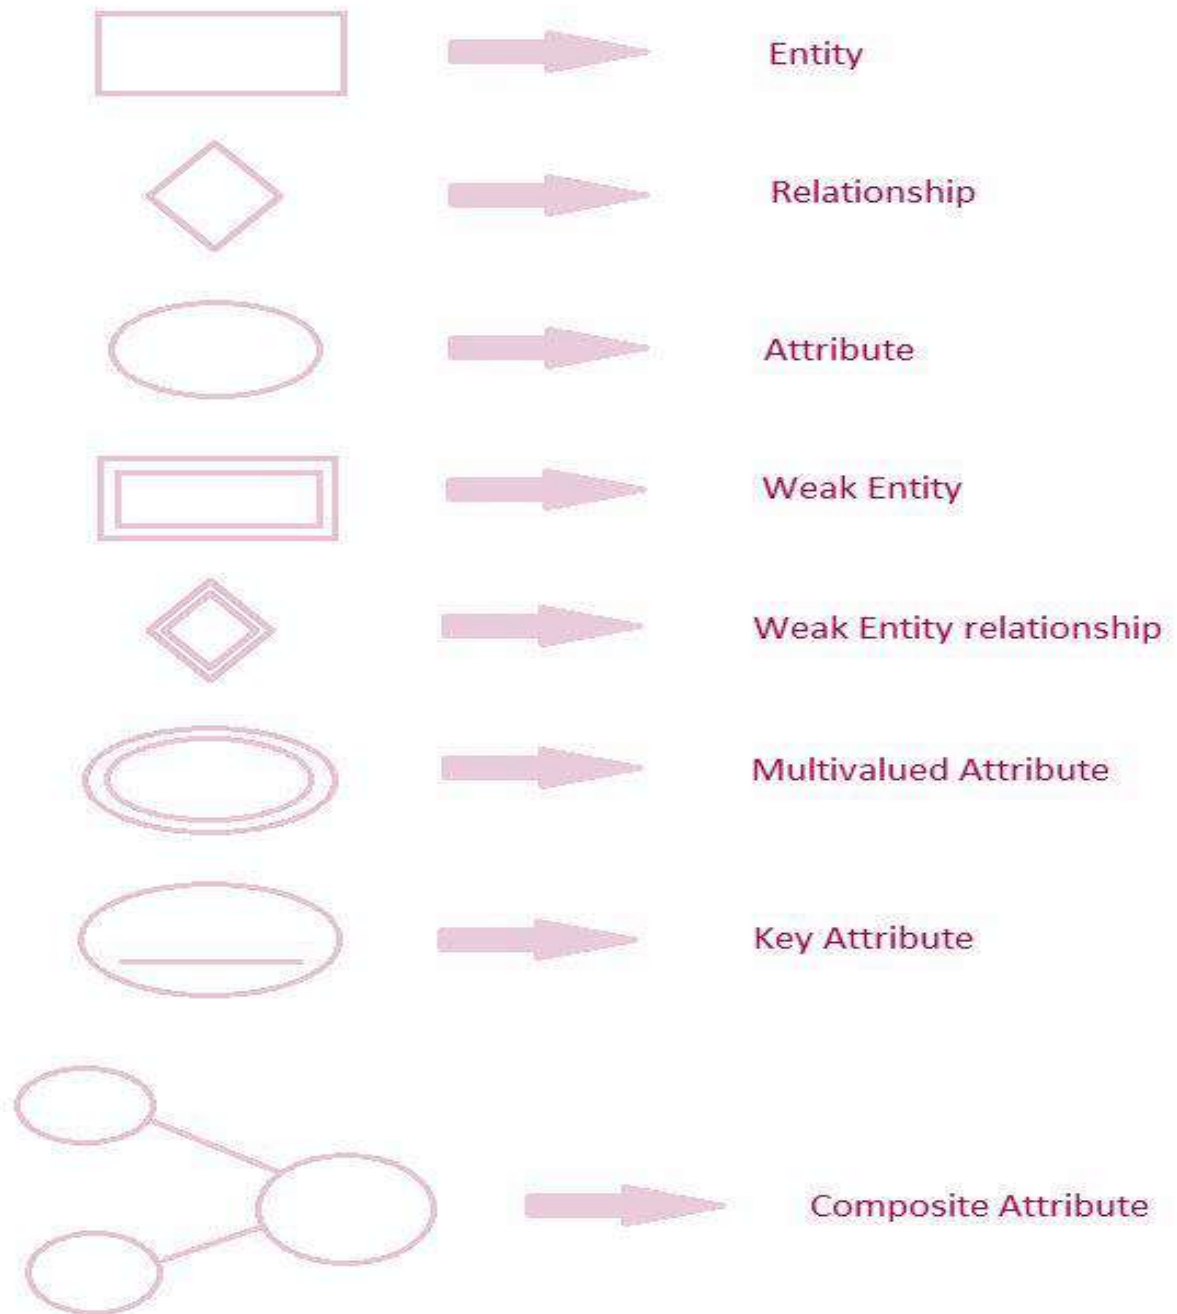 Entity
Relationship
Attribute
Weak Entity
Weak Entity relationship
Multivalued Attribute
Key Attribute
Composite Attribute